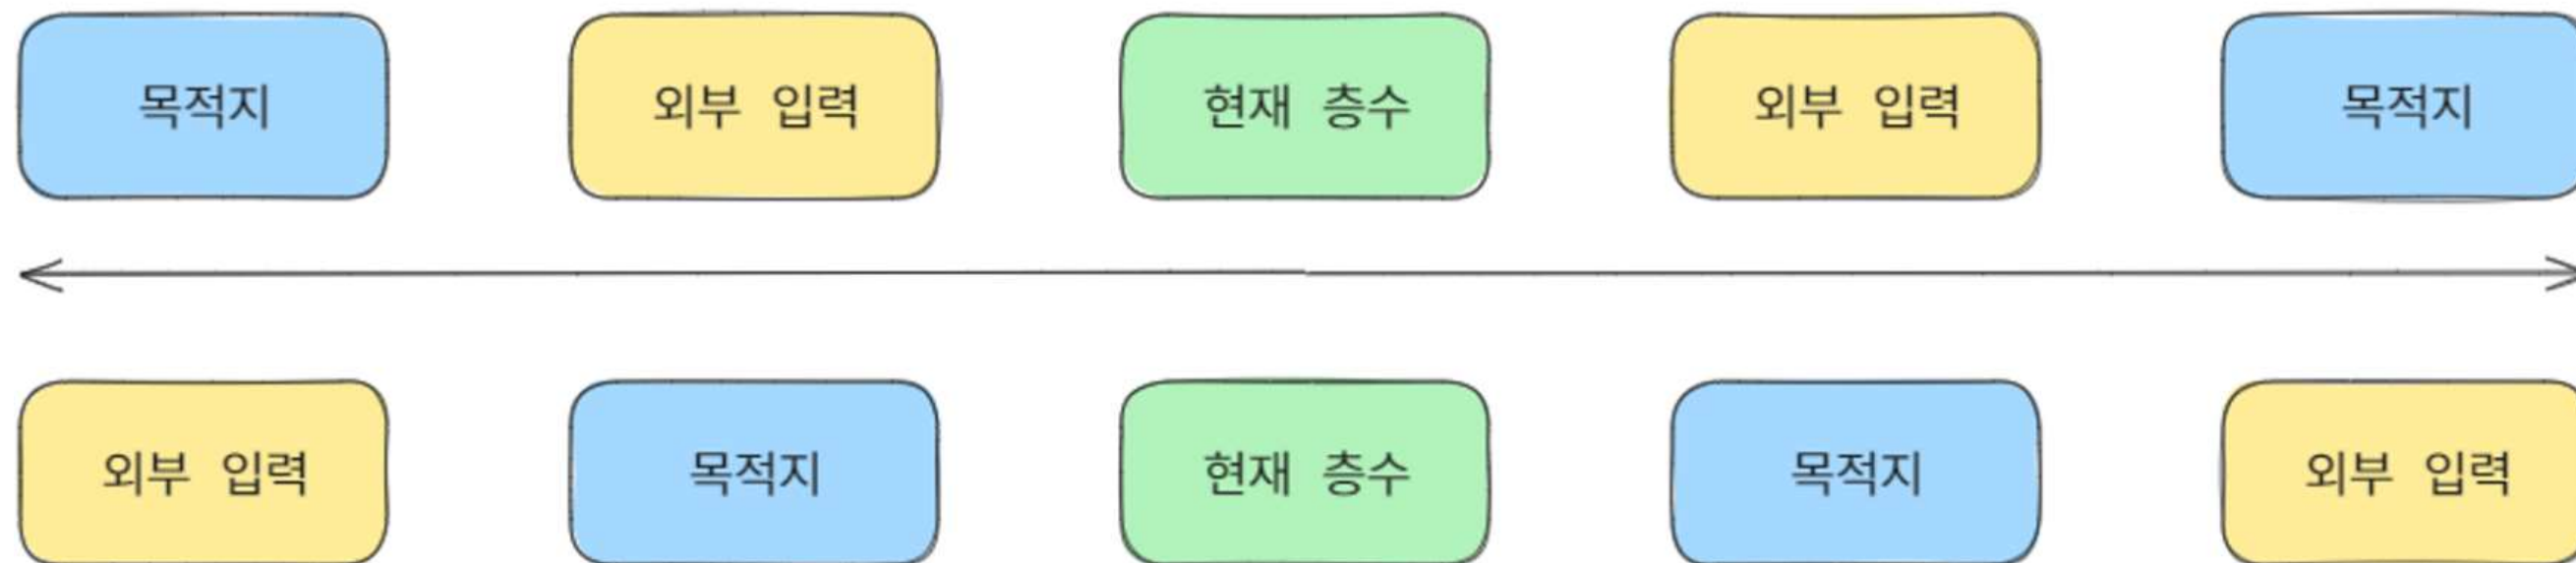 목적지 외부 입력 현재 층수 외부 입력 목적지
외부 입력 목적지 현재 층수 목적지 외부 입력